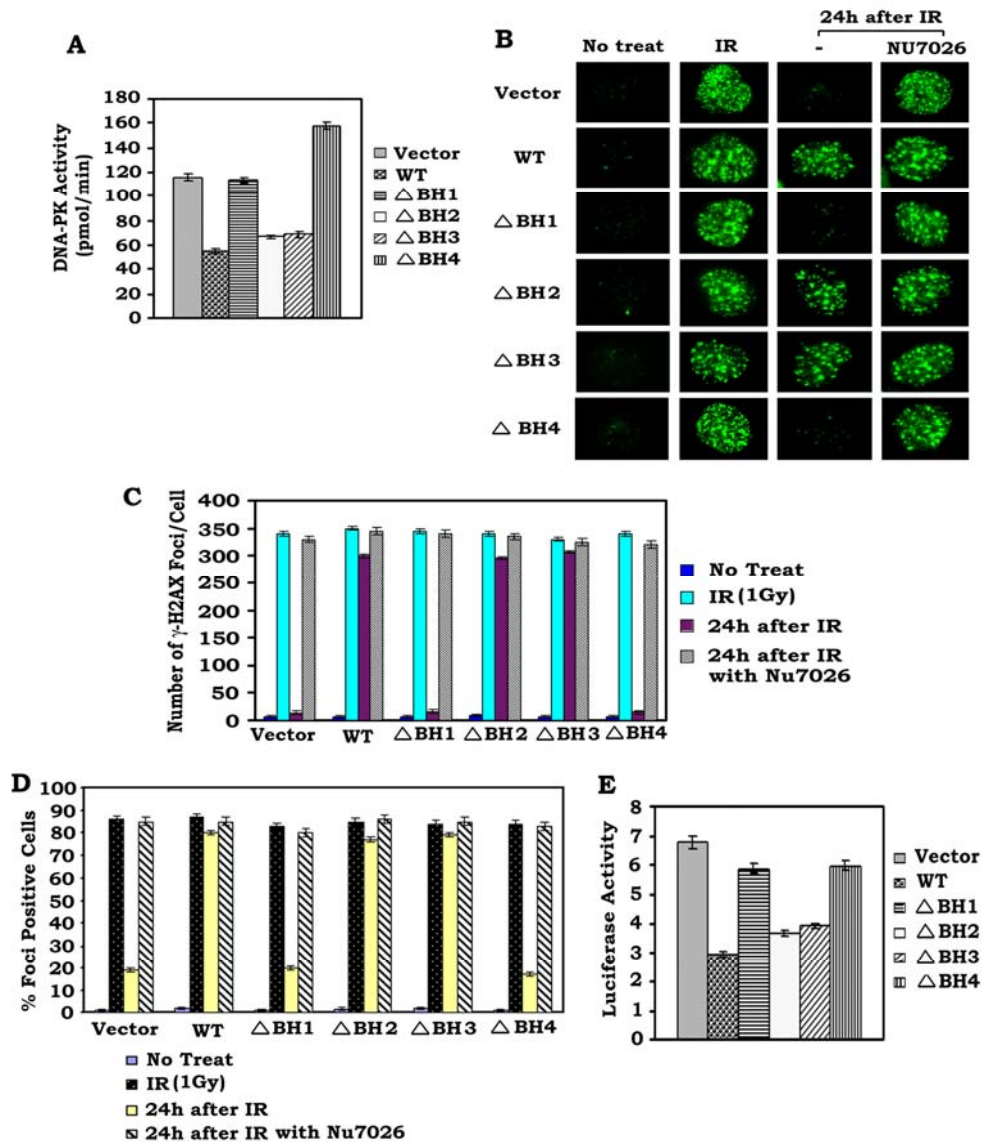 A
DNA-PK Activity
(pmol/min)
180
160
140
120
100
80
60
40
20
0
Vector
WT
△ BH1
△ BH2
△ BH3
△ BH4
B
24h after IR
No treat
IR
-
NU7026
Vector
WT
△ BH1
△ BH2
△ BH3
△ BH4
C
Number of γ-H2AX Foci/Cell
400
350
300
250
200
150
100
50
0
Vector
WT
△ BH1
△ BH2
△ BH3
△ BH4
No Treat
IR (1Gy)
24h after IR
24h after IR
with Nu7026
D
% Foci Positive Cells
100
90
80
70
60
50
40
30
20
10
0
Vector
WT
△ BH1
△ BH2
△ BH3
△ BH4
No Treat
IR (1Gy)
24h after IR
24h after IR with Nu7026
E
Luciferase Activity
8
7
6
5
4
3
2
1
0
Vector
WT
△ BH1
△ BH2
△ BH3
△ BH4